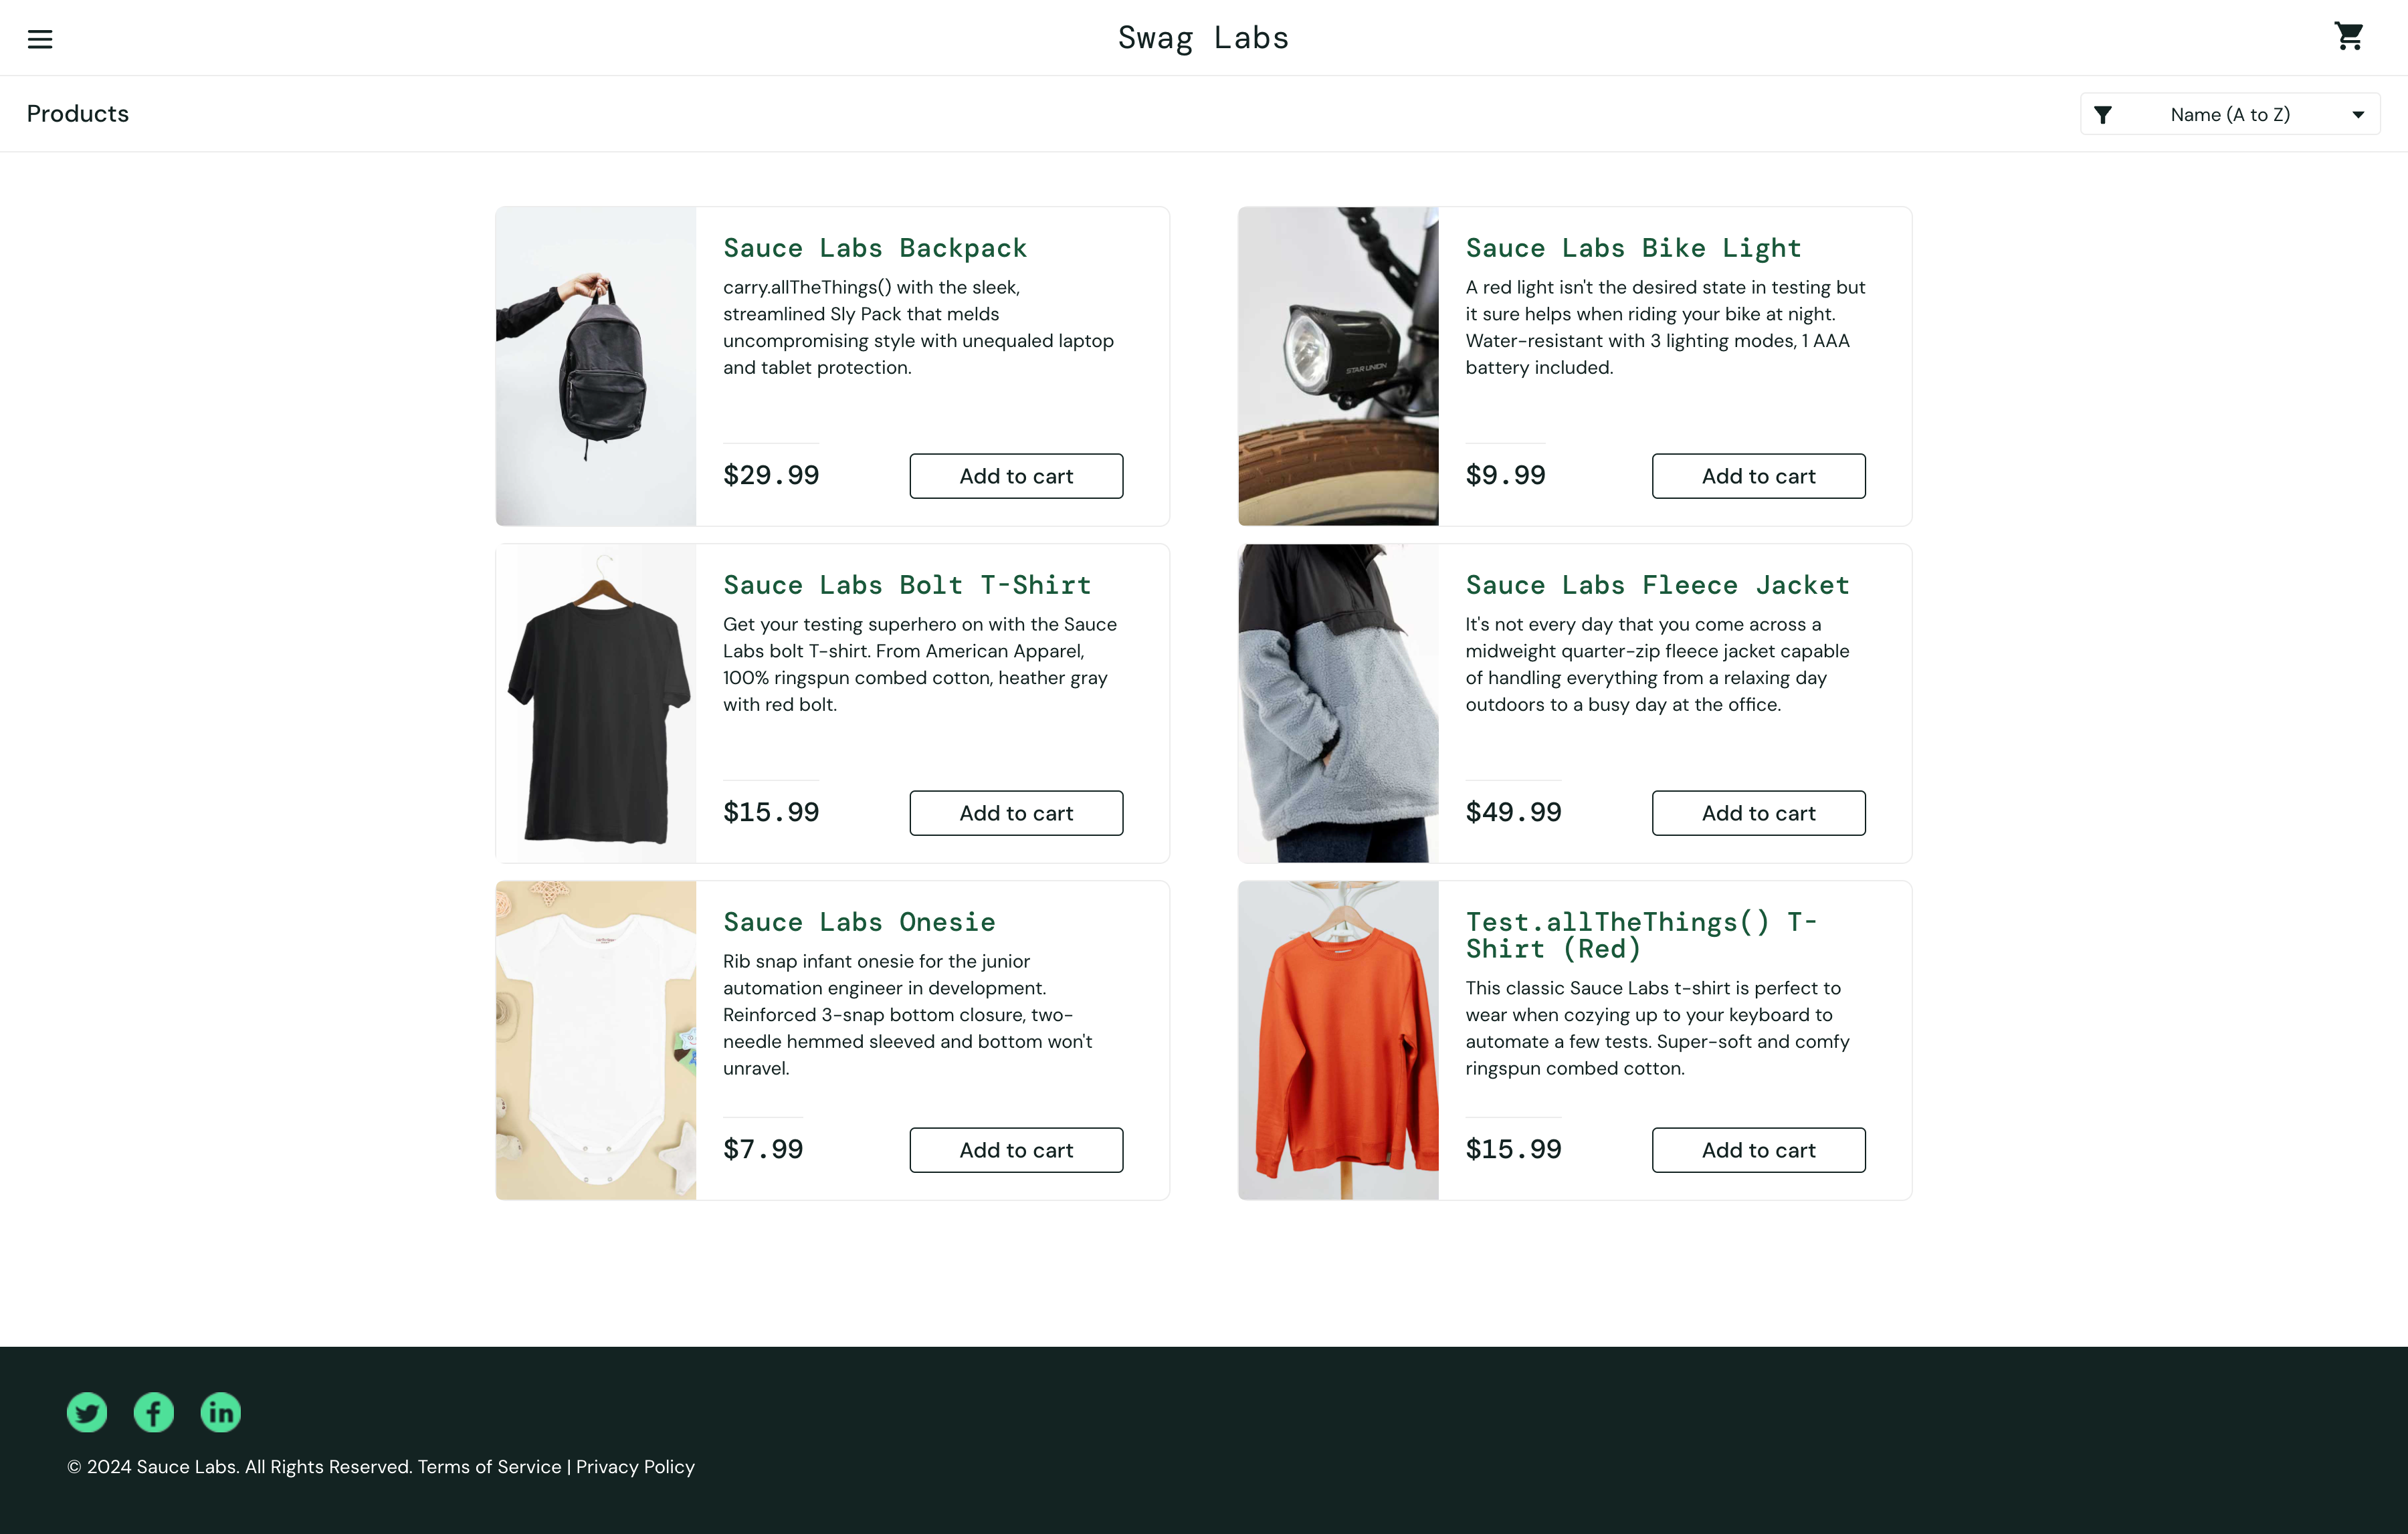 Swag Labs
Products
Name (A to Z)
Sauce Labs Backpack
carry.allTheThings() with the sleek,
streamlined Sly Pack that melds
uncompromising style with unequaled laptop
and tablet protection.
$29.99
Add to cart
Sauce Labs Bike Light
A red light isn't the desired state in testing but
it sure helps when riding your bike at night.
Water-resistant with 3 lighting modes, 1 AAA
battery included.
STAR UNION
$9.99
Add to cart
Sauce Labs Bolt T-Shirt
Get your testing superhero on with the Sauce
Labs bolt T-shirt. From American Apparel,
100% ringspun combed cotton, heather gray
with red bolt.
$15.99
Add to cart
Sauce Labs Fleece Jacket
It's not every day that you come across a
midweight quarter-zip fleece jacket capable
of handling everything from a relaxing day
outdoors to a busy day at the office.
$49.99
Add to cart
Sauce Labs Onesie
Rib snap infant onesie for the junior
automation engineer in development.
Reinforced 3-snap bottom closure, two-
needle hemmed sleeved and bottom won't
unravel.
$7.99
Add to cart
Test.allTheThings() T-
Shirt (Red)
This classic Sauce Labs t-shirt is perfect to
wear when cozying up to your keyboard to
automate a few tests. Super-soft and comfy
ringspun combed cotton.
$15.99
Add to cart
© 2024 Sauce Labs. All Rights Reserved. Terms of Service | Privacy Policy